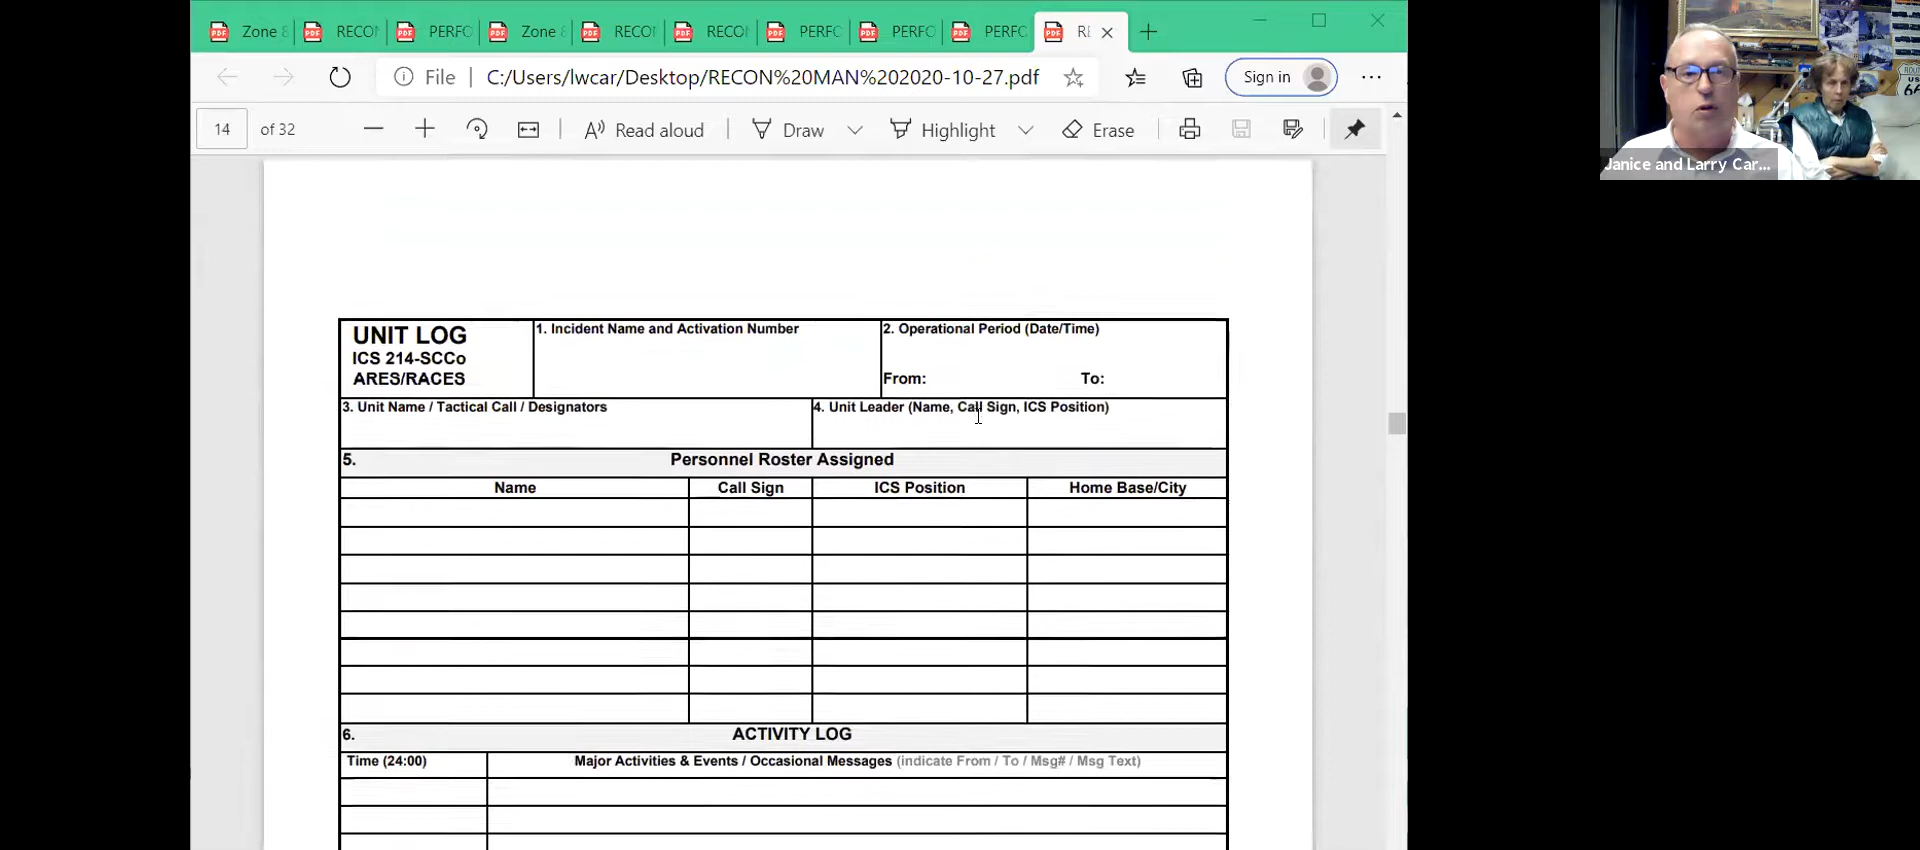 Zone 8 RECO PERFO Zone 8 RECO RECO PERFO PERFO PERFO RE
File C:/Users/lwcar/Desktop/RECON%20MAN%202020-10-27.pdf Sign in
14 of 32 Read aloud Draw Highlight Erase
Janice and Larry Car...
UNIT LOG
ICS 214-SCCo
ARES/RACES
1. Incident Name and Activation Number
2. Operational Period (Date/Time)
From: To:
3. Unit Name / Tactical Call / Designators
4. Unit Leader (Name, Call Sign, ICS Position)
5. Personnel Roster Assigned
Name Call Sign ICS Position Home Base/City
6. ACTIVITY LOG
Time (24:00) Major Activities & Events / Occasional Messages (indicate From / To / Msg# / Msg Text)